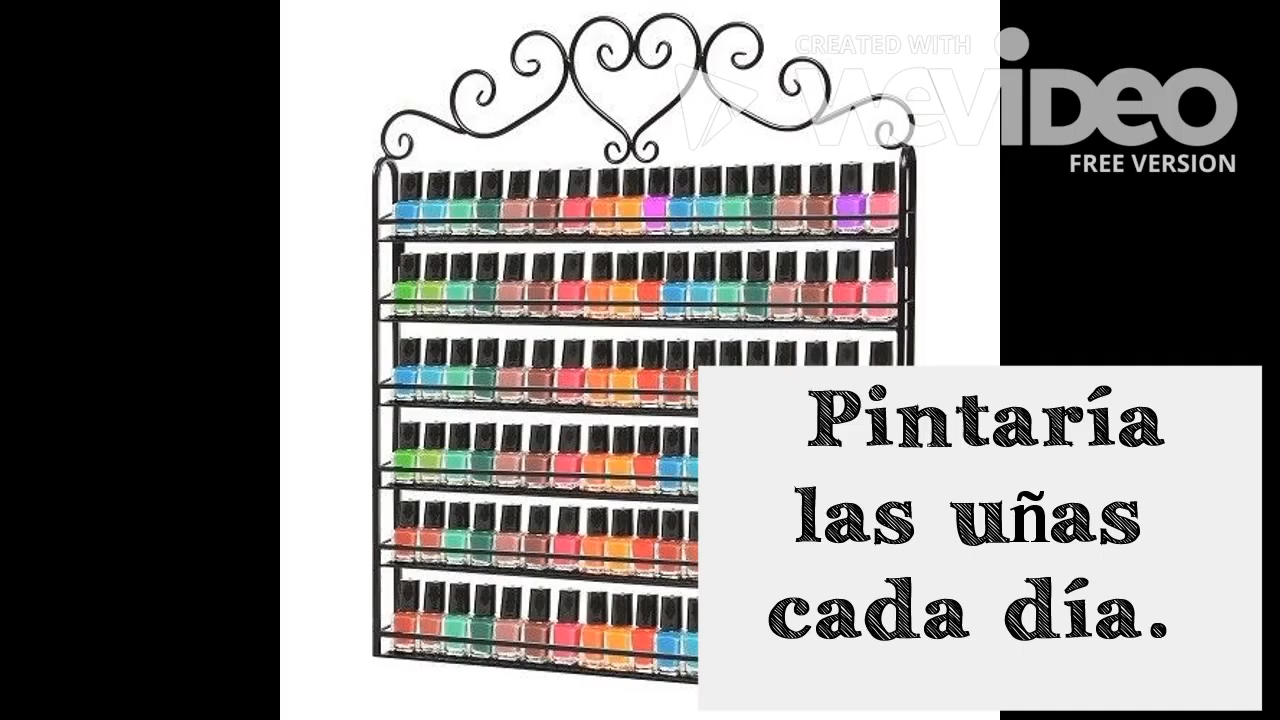 CREATED WITH
WeVideo
FREE VERSION
Pintaría
las uñas
cada día.